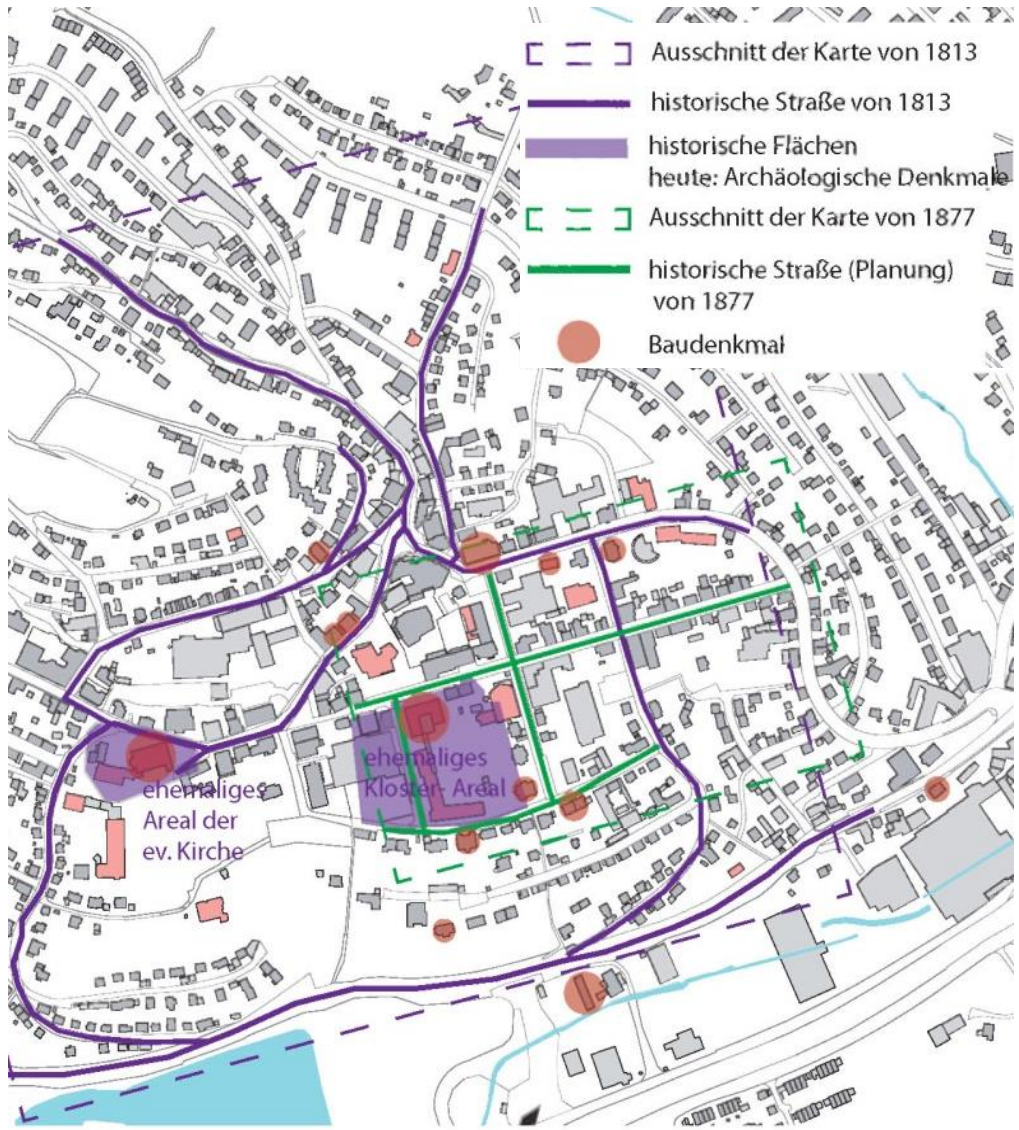 Ausschnitt der Karte von 1813
historische Straße von 1813
historische Flächen
heute: Archäologische Denkmale
Ausschnitt der Karte von 1877
historische Straße (Planung)
von 1877
Baudenkmal
ehemaliges
Kloster- Areal
ehemaliges
Areal der
ev. Kirche